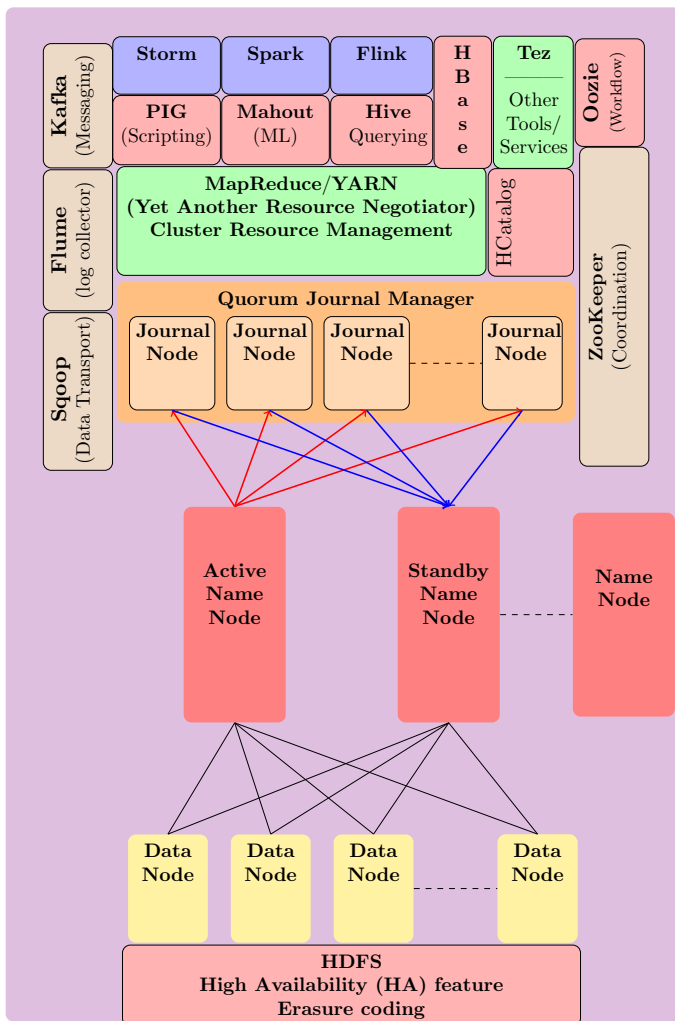 Kafka
(Messaging)
Storm
Spark
Flink
H
B
a
s
e
Tez
Other
Tools/
Services
Oozie
(Workflow)
PIG
(Scripting)
Mahout
(ML)
Hive
Querying
Flume
(log collector)
MapReduce/YARN
(Yet Another Resource Negotiator)
Cluster Resource Management
HCatalog
ZooKeeper
(Coordination)
Sqoop
(Data Transport)
Quorum Journal Manager
Journal
Node
Journal
Node
Journal
Node
Journal
Node
Active
Name
Node
Standby
Name
Node
Name
Node
Data
Node
Data
Node
Data
Node
Data
Node
HDFS
High Availability (HA) feature
Erasure coding